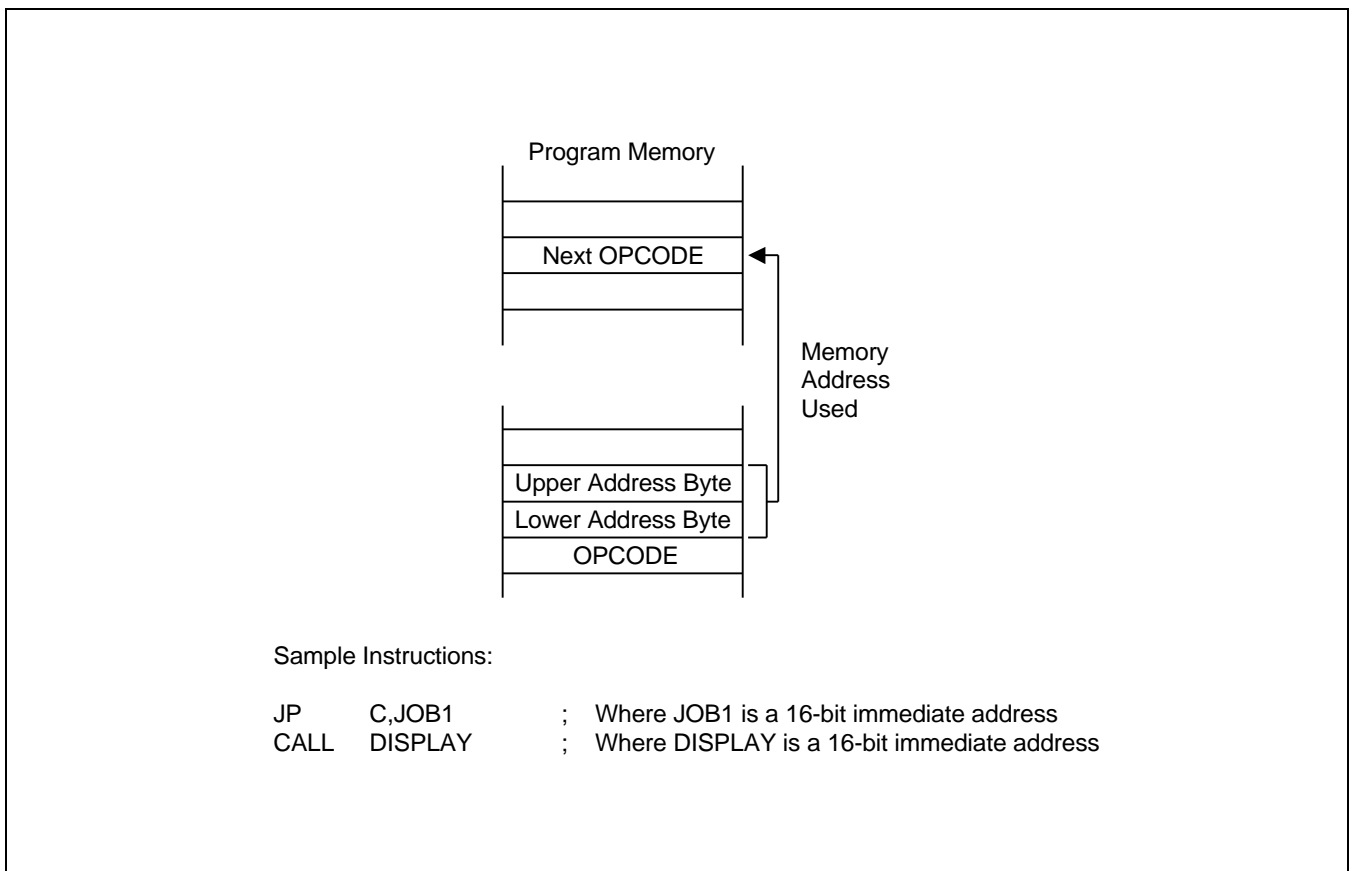 Program Memory
Next OPCODE
Memory
Address
Used
Upper Address Byte
Lower Address Byte
OPCODE
Sample Instructions:
JP C,JOB1 ; Where JOB1 is a 16-bit immediate address
CALL DISPLAY ; Where DISPLAY is a 16-bit immediate address